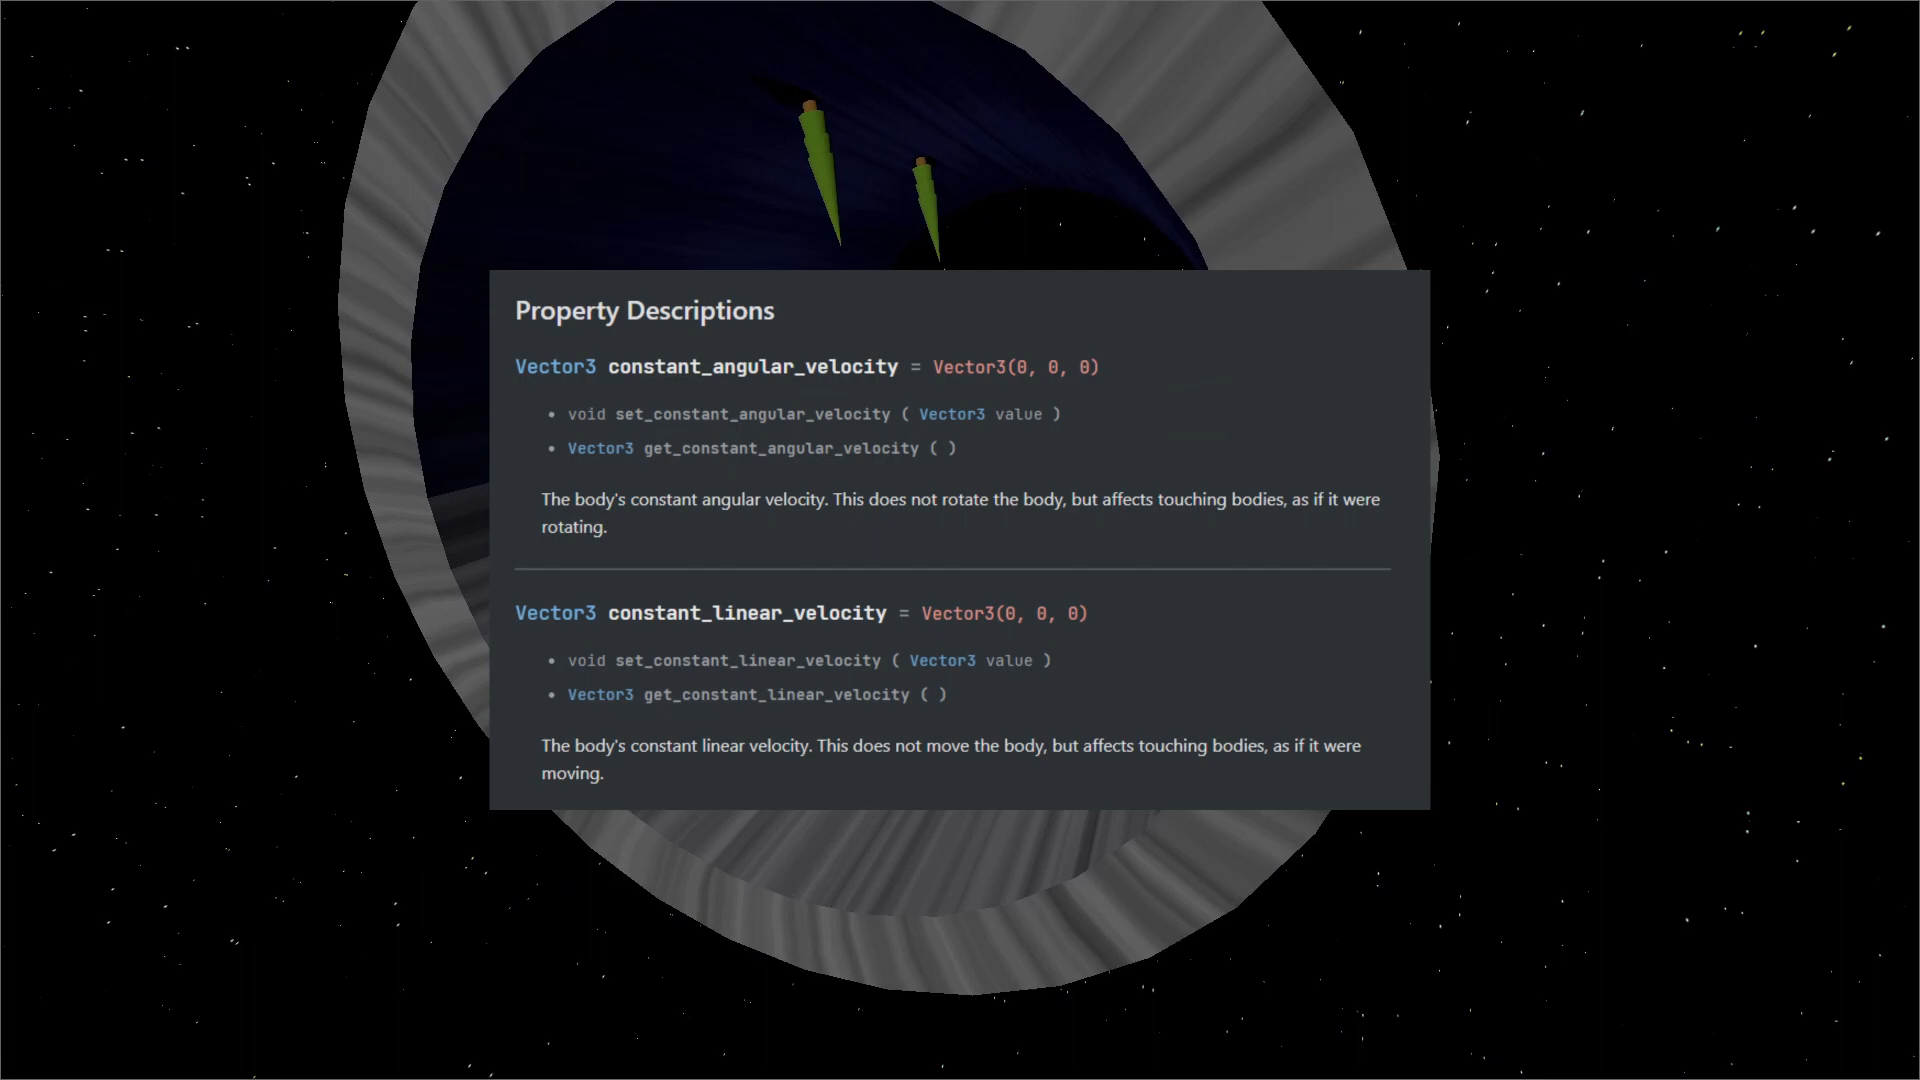 Property Descriptions
Vector3 constant_angular_velocity = Vector3(0, 0, 0)
• void set_constant_angular_velocity ( Vector3 value )
• Vector3 get_constant_angular_velocity ( )
The body's constant angular velocity. This does not rotate the body, but affects touching bodies, as if it were
rotating.
Vector3 constant_linear_velocity = Vector3(0, 0, 0)
• void set_constant_linear_velocity ( Vector3 value )
• Vector3 get_constant_linear_velocity ( )
The body's constant linear velocity. This does not move the body, but affects touching bodies, as if it were
moving.